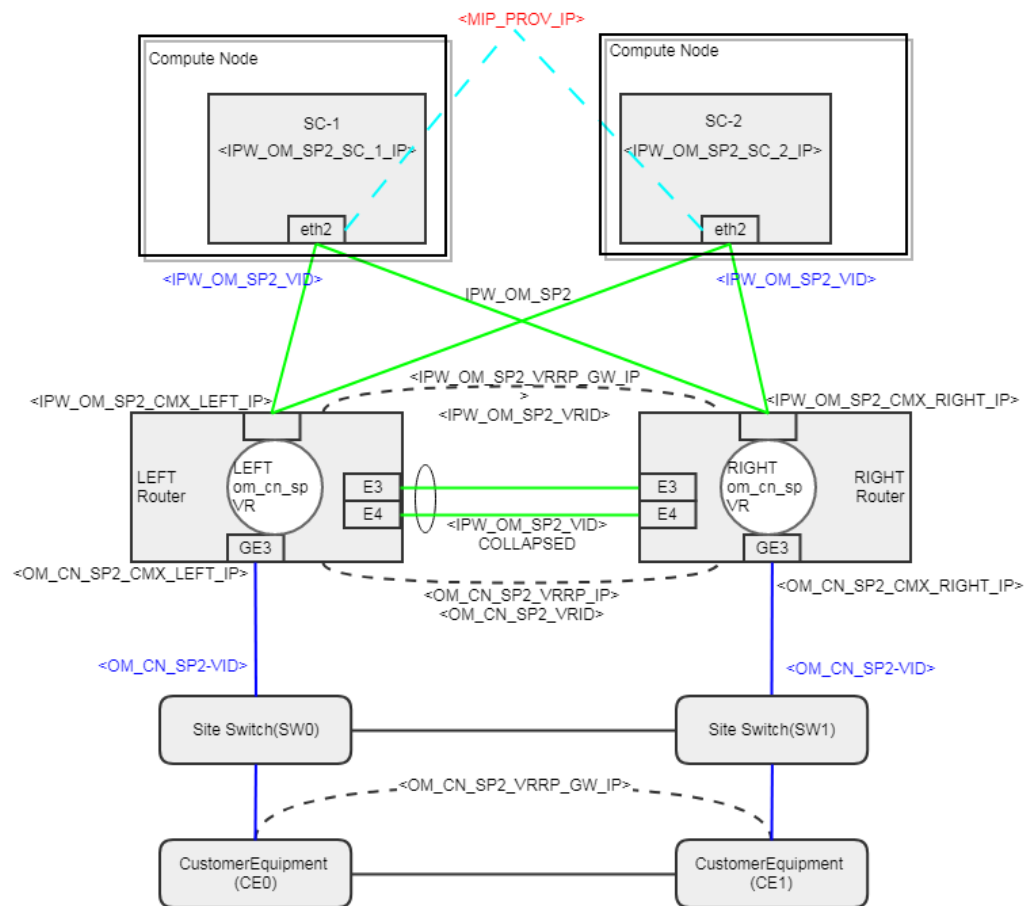 <MIP_PROV_IP>
Compute Node
Compute Node
SC-1
<IPW_OM_SP2_SC_1_IP>
SC-2
<IPW_OM_SP2_SC_2_IP>
eth2
eth2
<IPW_OM_SP2_VID>
<IPW_OM_SP2_VID>
IPW_OM_SP2
<IPW_OM_SP2_VRRP_GW_IP
>
<IPW_OM_SP2_VRID>
<IPW_OM_SP2_CMX_LEFT_IP>
<IPW_OM_SP2_CMX_RIGHT_IP>
LEFT
Router
LEFT
om_cn_sp
VR
E3
E4
GE3
E3
E4
RIGHT
om_cn_sp
VR
GE3
RIGHT
Router
<IPW_OM_SP2_VID>
COLLAPSED
<OM_CN_SP2_CMX_LEFT_IP>
<OM_CN_SP2_VRRP_IP>
<OM_CN_SP2_VRID>
<OM_CN_SP2_CMX_RIGHT_IP>
<OM_CN_SP2-VID>
<OM_CN_SP2-VID>
Site Switch(SW0)
Site Switch(SW1)
<OM_CN_SP2_VRRP_GW_IP>
CustomerEquipment
(CE0)
CustomerEquipment
(CE1)